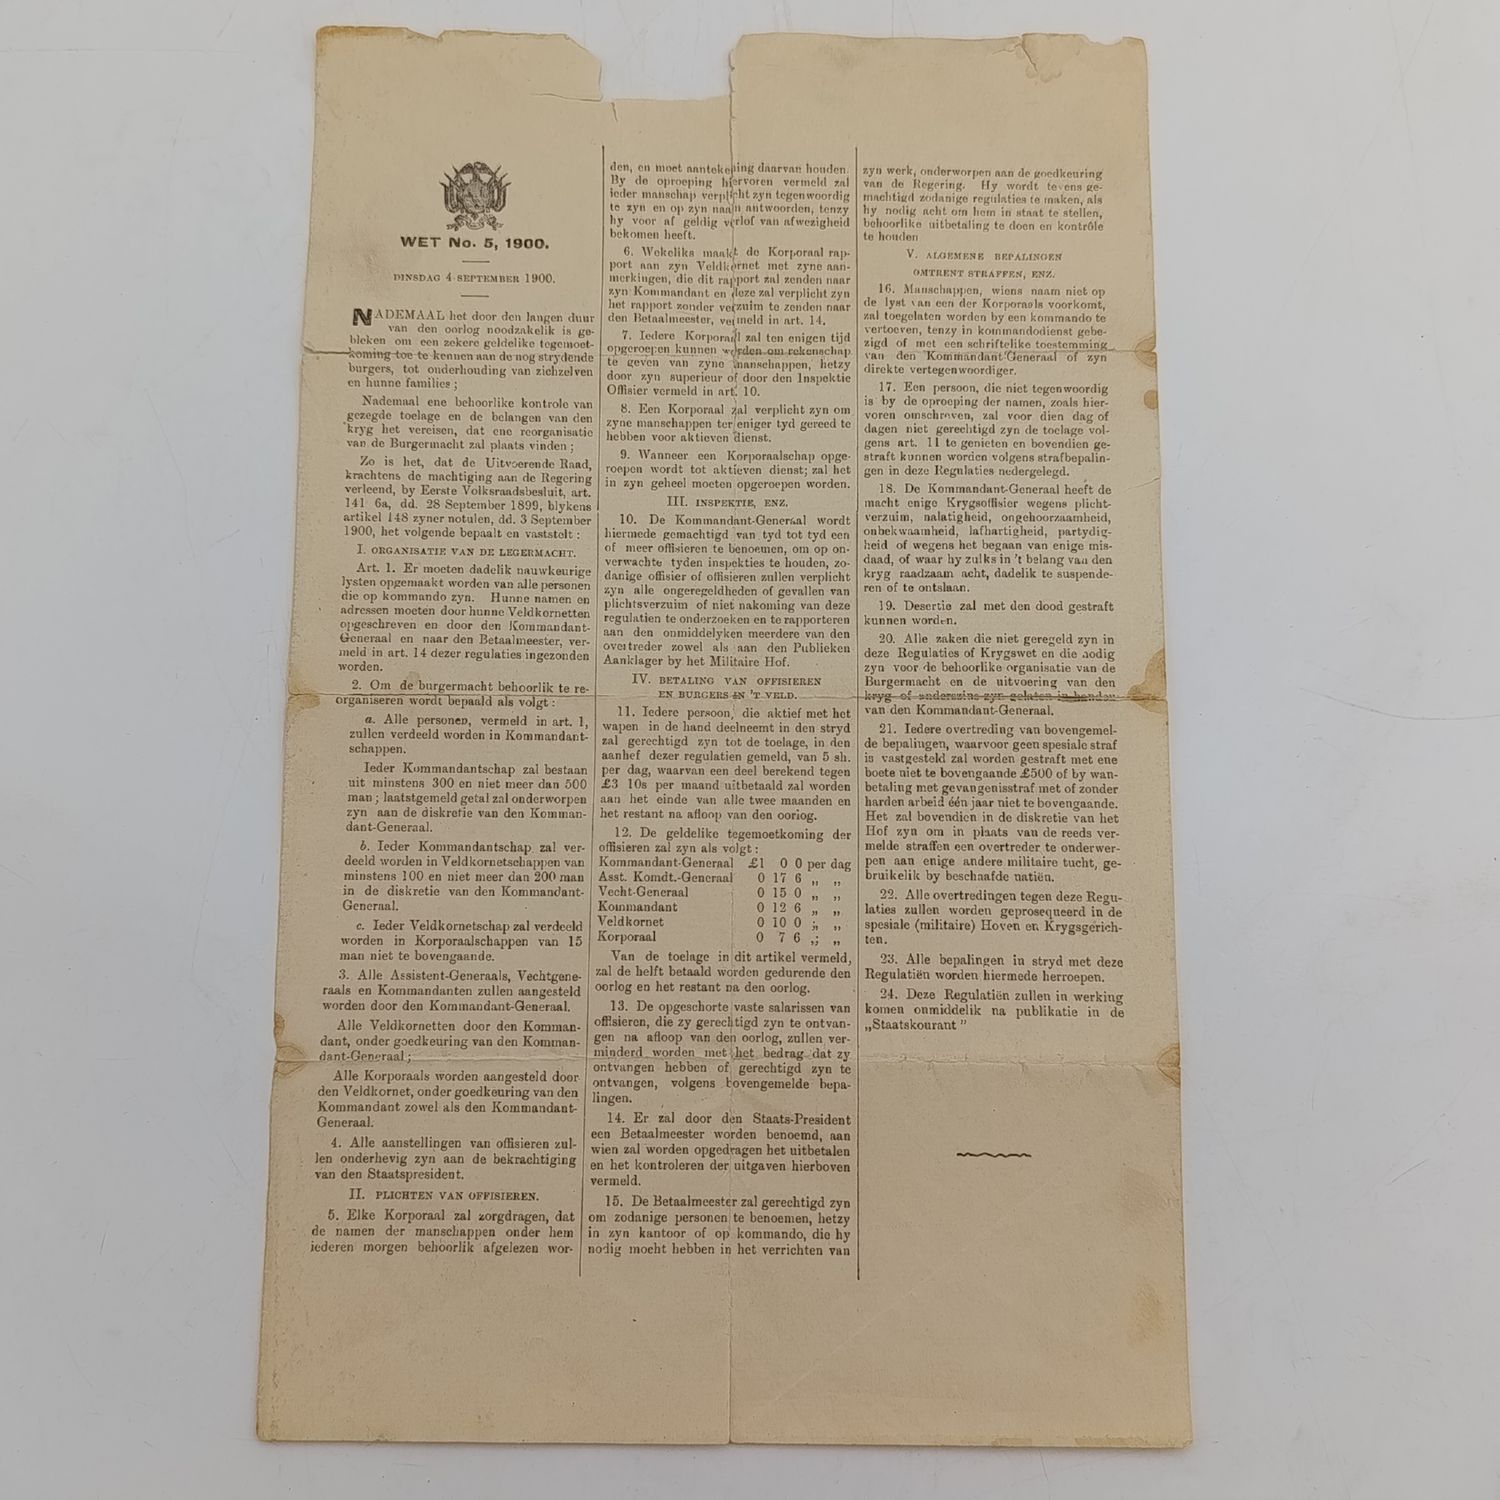 WET No. 5, 1900.
DINSDAG 4 SEPTEMBER 1900.
NADEMAAL het door den langen duur
van den oorlog noodzakelik is ge-
bleken om een zekere geldelike tegemoet-
koming toe te kennen aan de nog strydende
burgers, tot onderhouding van zichzelven
en hunne families;
Nademaal ene behoorlike kontrole van
gezegde toelage en de belangen van den
kryg het vereisen, dat ene reorganisatie
van de Burgermacht zal plaats vinden;
Zo is het, dat de Uitvoerende Raad,
krachtens de machtiging aan de Regering
verleend, by Eerste Volksraadsbesluit, art.
141 6a, dd. 28 September 1899, blykens
artikel 148 zyner notulen, dd. 3 September
1900, het volgende bepaalt en vaststelt:
I. ORGANISATIE VAN DE LEGERMACHT.
Art. 1. Er moeten dadelik nauwkeurige
lysten opgemaakt worden van alle personen
die op kommando zyn. Hunne namen en
adressen moeten door hunne Veldkornetten
opgeschreven en door den Kommandant-
Generaal en naar den Betaalmeester, ver-
meld in art. 14 dezer regulaties ingezonden
worden.
2. Om de burgermacht behoorlik te re-
organiseren wordt bepaald als volgt:
a. Alle personen, vermeld in art. 1,
zullen verdeeld worden in Kommandant-
schappen.
Ieder Kommandantschap zal bestaan
uit minstens 300 en niet meer dan 500
man; laatstgemeld getal zal onderworpen
zyn aan de diskretie van den Komman-
dant-Generaal.
b. Ieder Kommandantschap zal ver-
deeld worden in Veldkornetschappen van
minstens 100 en niet meer dan 200 man
in de diskretie van den Kommandant-
Generaal.
c. Ieder Veldkornetschap zal verdeeld
worden in Korporaalschappen van 15
man niet te bovengaande.
3. Alle Assistent-Generaals, Vechtgene-
raals en Kommandanten zullen aangesteld
worden door den Kommandant-Generaal.
Alle Veldkornetten door den Komman-
dant, onder goedkeuring van den Komman-
dant-Generaal;
Alle Korporaals worden aangesteld door
den Veldkornet, onder goedkeuring van den
Kommandant zowel als den Kommandant-
Generaal.
4. Alle aanstellingen van offisieren zul-
len onderhevig zyn aan de bekrachtiging
van den Staatspresident.
II. PLICHTEN VAN OFFISIEREN.
5. Elke Korporaal zal zorgdragen, dat
de namen der manschappen onder hem
iederen morgen behoorlik afgelezen wor-
den, en moet aantekening daarvan houden.
By de oproeping hiervoren vermeld zal
ieder manschap verplicht zyn tegenwoordig
te zyn en op zyn naam antwoorden, tenzy
hy voor af geldig verlof van afwezigheid
bekomen heeft.
6. Wekeliks maakt de Korporaal rap-
port aan zyn Veldkornet met zyne aan-
merkingen, die dit rapport zal zenden naar
zyn Kommandant en deze zal verplicht zyn
het rapport zonder verzuim te zenden naar
den Betaalmeester, vermeld in art. 14.
7. Iedere Korporaal zal ten enigen tijd
opgeroepen kunnen worden om rekenschap
te geven van zyne manschappen, hetzy
door zyn superieur of door den Inspektie
Offisier vermeld in art. 10.
8. Een Korporaal zal verplicht zyn om
zyne manschappen ter eniger tyd gereed te
hebben voor aktieven dienst.
9. Wanneer een Korporaalschap opge-
roepen wordt tot aktieven dienst; zal het
in zyn geheel moeten opgeroepen worden.
III. INSPEKTIE, ENZ.
10. De Kommandant-Generaal wordt
hiermede gemachtigd van tyd tot tyd een
of meer offisieren te benoemen, om op on-
verwachte tyden inspekties te houden, zo-
danige offisier of offisieren zullen verplicht
zyn alle ongeregeldheden of gevallen van
plichtsverzuim of niet nakoming van deze
regulatien te onderzoeken en te rapporteren
aan den onmiddelyken meerdere van den
overtreder zowel als aan den Publieken
Aanklager by het Militaire Hof.
IV. BETALING VAN OFFISIEREN
EN BURGERS IN 'T VELD.
11. Iedere persoon, die aktief met het
wapen in de hand deelneemt in den stryd
zal gerechtigd zyn tot de toelage, in den
aanhef dezer regulatien gemeld, van 5 sh.
per dag, waarvan een deel berekend tegen
£3 10s per maand uitbetaald zal worden
aan het einde van alle twee maanden en
het restant na afloop van den oorlog.
12. De geldelike tegemoetkoming der
offisieren zal zyn als volgt:
Kommandant-Generaal £1 0 0 per dag
Asst. Komdt.-Generaal 0 17 6 „ „
Vecht-Generaal 0 15 0 „ „
Kommandant 0 12 6 „ „
Veldkornet 0 10 0 „ „
Korporaal 0 7 6 „ „
Van de toelage in dit artikel vermeld,
zal de helft betaald worden gedurende den
oorlog en het restant na den oorlog.
13. De opgeschorte vaste salarissen van
offisieren, die zy gerechtigd zyn te ontvan-
gen na afloop van den oorlog, zullen ver-
minderd worden met het bedrag dat zy
ontvangen hebben of gerechtigd zyn te
ontvangen, volgens bovengemelde bepa-
lingen.
14. Er zal door den Staats-President
een Betaalmeester worden benoemd, aan
wien zal worden opgedragen het uitbetalen
en het kontroleren der uitgaven hierboven
vermeld.
15. De Betaalmeester zal gerechtigd zyn
om zodanige personen te benoemen, hetzy
in zyn kantoor of op kommando, die hy
nodig mocht hebben in het verrichten van
zyn werk, onderworpen aan de goedkeuring
van de Regering. Hy wordt tevens ge-
machtigd zodanige regulaties te maken, als
hy nodig acht om hem in staat te stellen,
behoorlike uitbetaling te doen en kontrôle
te houden
V. ALGEMENE BEPALINGEN
OMTRENT STRAFFEN, ENZ.
16. Manschappen, wiens naam niet op
de lyst van een der Korporaals voorkomt,
zal toegelaten worden by een kommando te
vertoeven, tenzy in kommandodienst gebe-
zigd of met een schriftelike toestemming
van den Kommandant-Generaal of zyn
direkte vertegenwoordiger.
17. Een persoon, die niet tegenwoordig
is by de oproeping der namen, zoals hier-
voren omschreven, zal voor dien dag of
dagen niet gerechtigd zyn de toelage vol-
gens art. 11 te genieten en bovendien ge-
straft kunnen worden volgens strafbepalin-
gen in deze Regulaties nedergelegd.
18. De Kommandant-Generaal heeft de
macht enige Krygsoffisier wegens plicht-
verzuim, nalatigheid, ongehoorzaamheid,
onbekwaamheid, lafhartigheid, partydig-
heid of wegens het begaan van enige mis-
daad, of waar hy zulks in 't belang van den
kryg raadzaam acht, dadelik te suspende-
ren of te ontslaan.
19. Desertie zal met den dood gestraft
kunnen worden.
20. Alle zaken die niet geregeld zyn in
deze Regulaties of Krygswet en die nodig
zyn voor de behoorlike organisatie van de
Burgermacht en de uitvoering van den
kryg of anderszins zyn gelaten in handen
van den Kommandant-Generaal.
21. Iedere overtreding van bovengemel-
de bepalingen, waarvoor geen spesiale straf
is vastgesteld zal worden gestraft met ene
boete niet te bovengaande £500 of by wan-
betaling met gevangenisstraf met of zonder
harden arbeid één jaar niet te bovengaande.
Het zal bovendien in de diskretie van het
Hof zyn om in plaats van de reeds ver-
melde straffen een overtreder te onderwer-
pen aan enige andere militaire tucht, ge-
bruikelik by beschaafde natiën.
22. Alle overtredingen tegen deze Regu-
laties zullen worden geprosequeerd in de
spesiale (militaire) Hoven en Krygsgerich-
ten.
23. Alle bepalingen in stryd met deze
Regulatiën worden hiermede herroepen.
24. Deze Regulatiën zullen in werking
komen onmiddelik na publikatie in de
„Staatskourant"